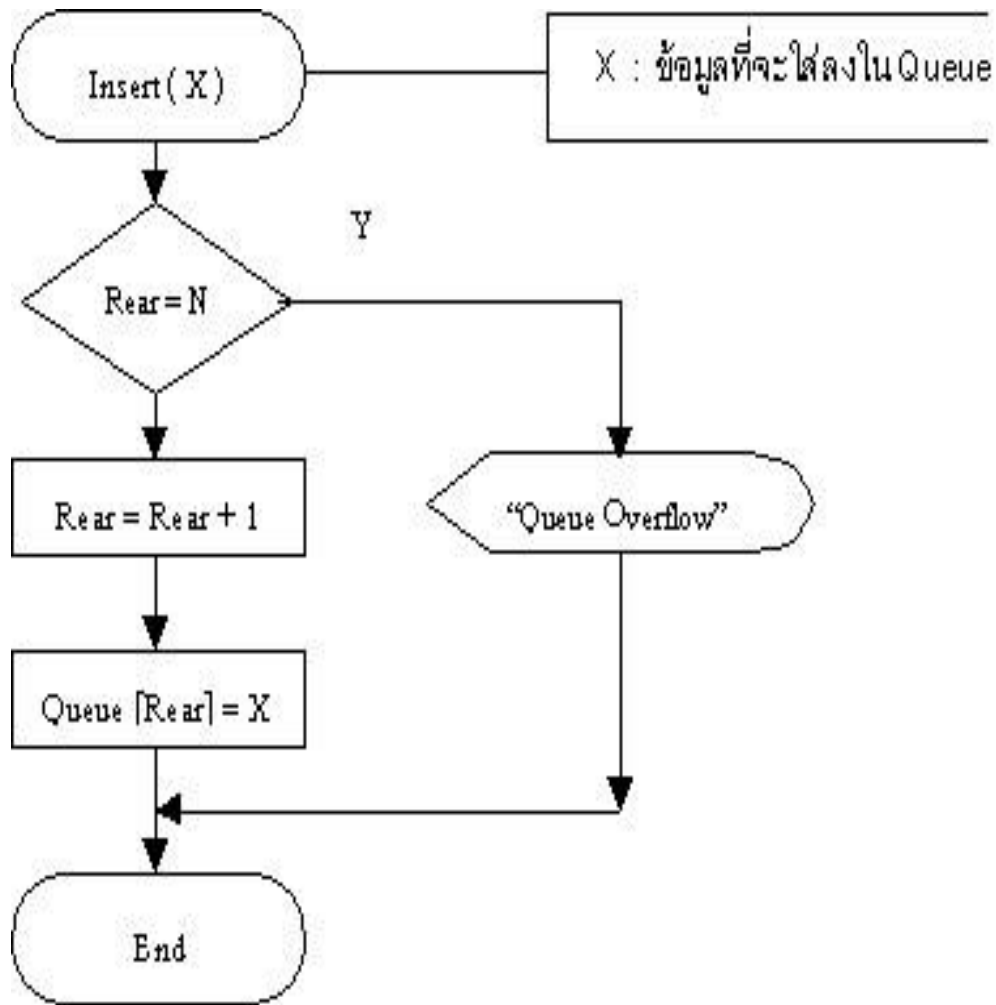 Insert ( X )
X : ข้อมูลที่จะใส่ลงใน Queue
Y
Rear = N
Rear = Rear + 1
“Queue Overflow”
Queue [Rear] = X
End